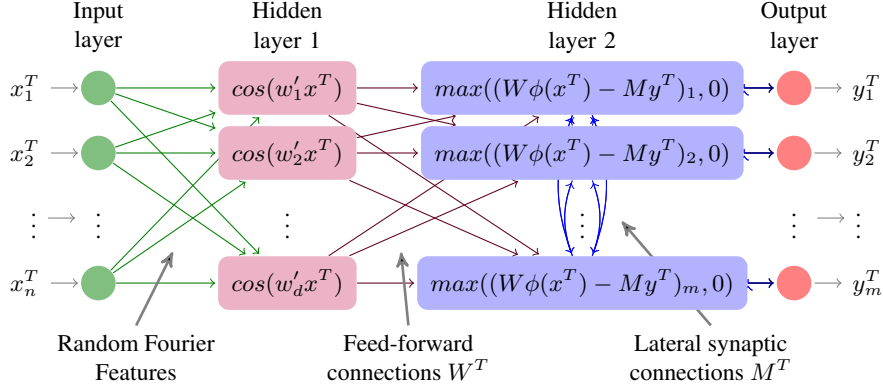 Input layer
Hidden layer 1
Hidden layer 2
Output layer
x_1^T
cos(w'_1 x^T)
max((Wϕ(x^T) − My^T)_1, 0)
y_1^T
x_2^T
cos(w'_2 x^T)
max((Wϕ(x^T) − My^T)_2, 0)
y_2^T
⋮ ⋮ ⋮ ⋮ ⋮ ⋮
x_n^T
cos(w'_d x^T)
max((Wϕ(x^T) − My^T)_m, 0)
y_m^T
Random Fourier
Features
Feed-forward
connections W^T
Lateral synaptic
connections M^T